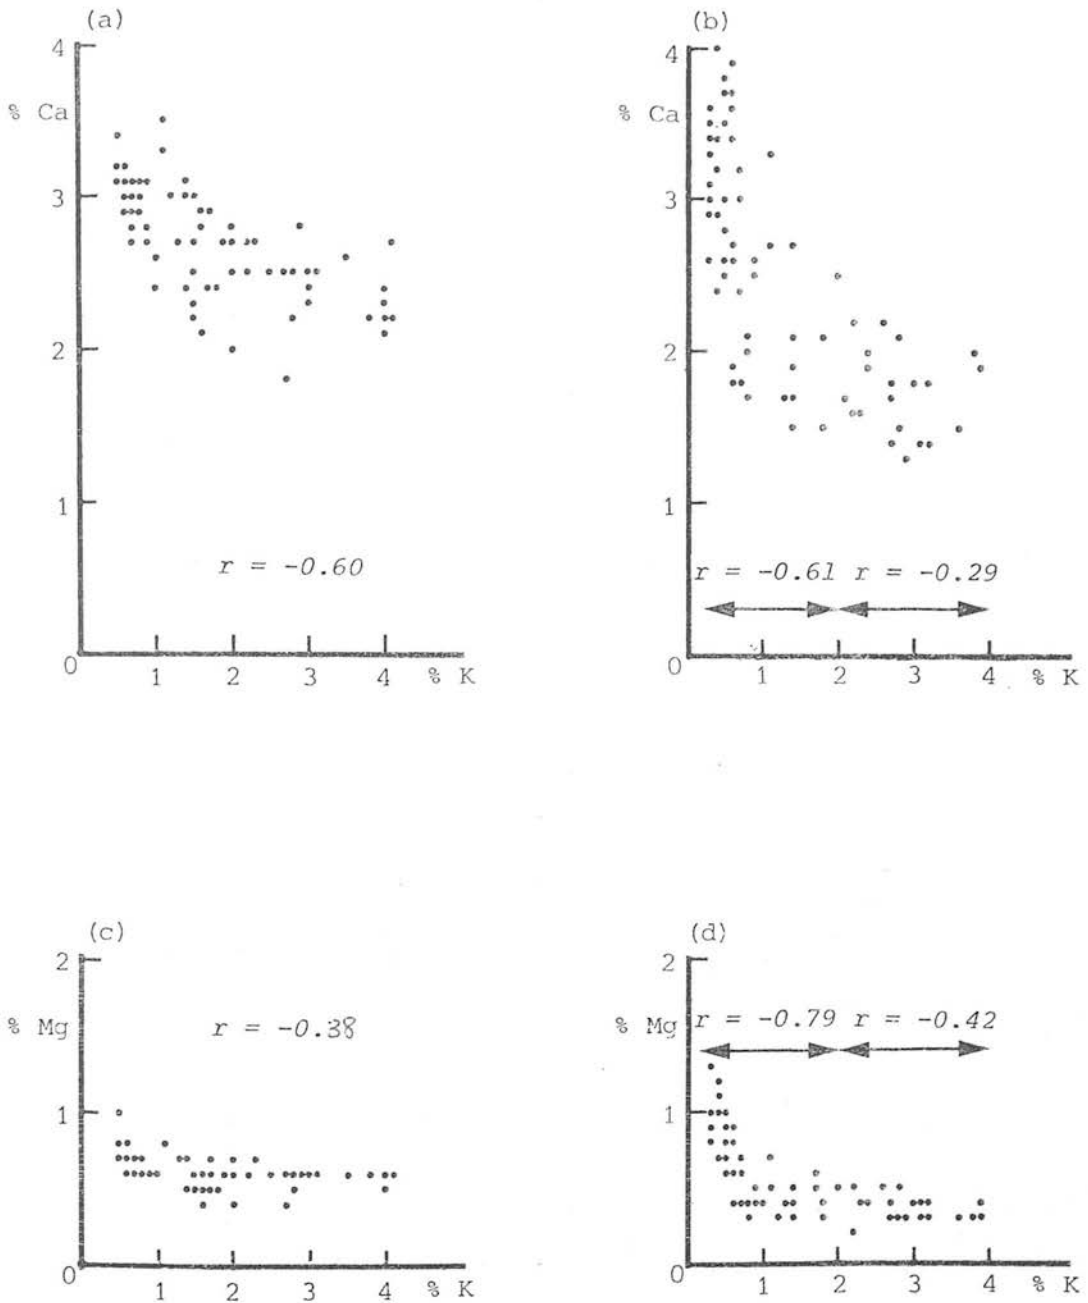 (a)
4
% Ca
3
2
1
r = -0.60
0
1 2 3 4 % K
(b)
4
% Ca
3
2
1
r = -0.61 r = -0.29
0
1 2 3 4 % K
(c)
2
% Mg
r = -0.38
1
0
1 2 3 4 % K
(d)
2
% Mg
r = -0.79 r = -0.42
1
0
1 2 3 4 % K